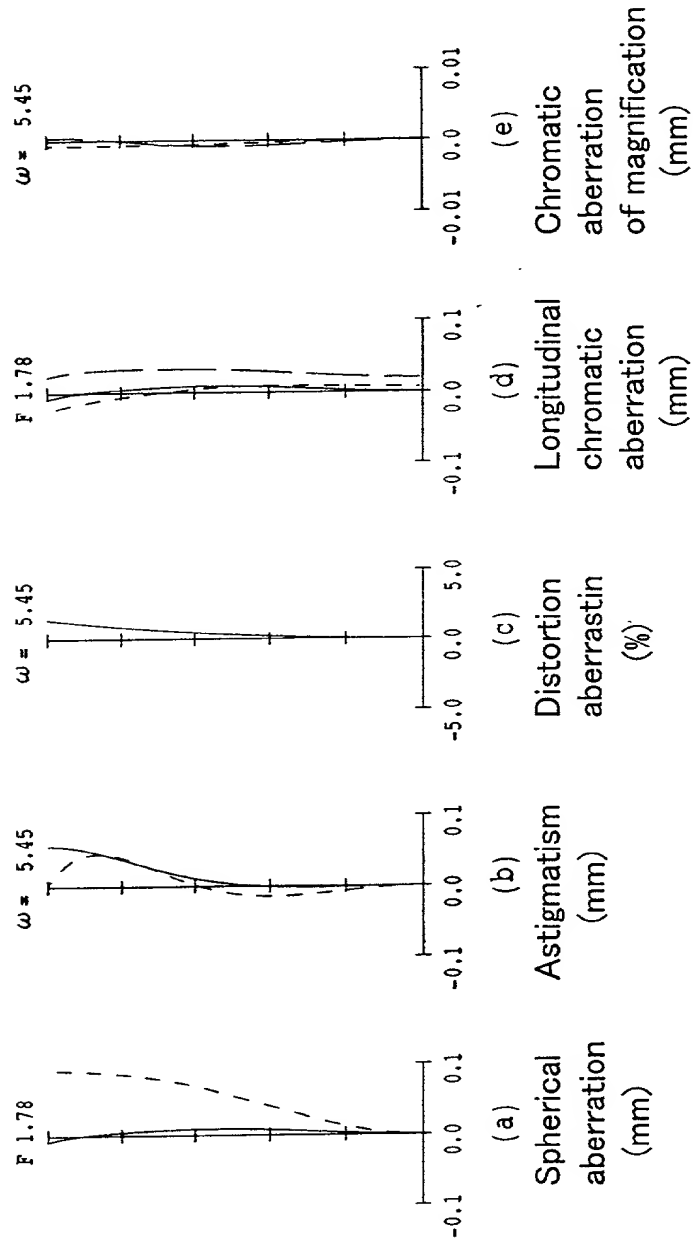 F 1.78
-0.1 0.0 0.1
(a)
Spherical
aberration
(mm)
ω = 5.45
-0.1 0.0 0.1
(b)
Astigmatism
(mm)
ω = 5.45
-5.0 0.0 5.0
(c)
Distortion
aberrastin
(%)
F 1.78
-0.1 0.0 0.1
(d)
Longitudinal
chromatic
aberration
(mm)
ω = 5.45
-0.01 0.0 0.01
(e)
Chromatic
aberration
of magnification
(mm)